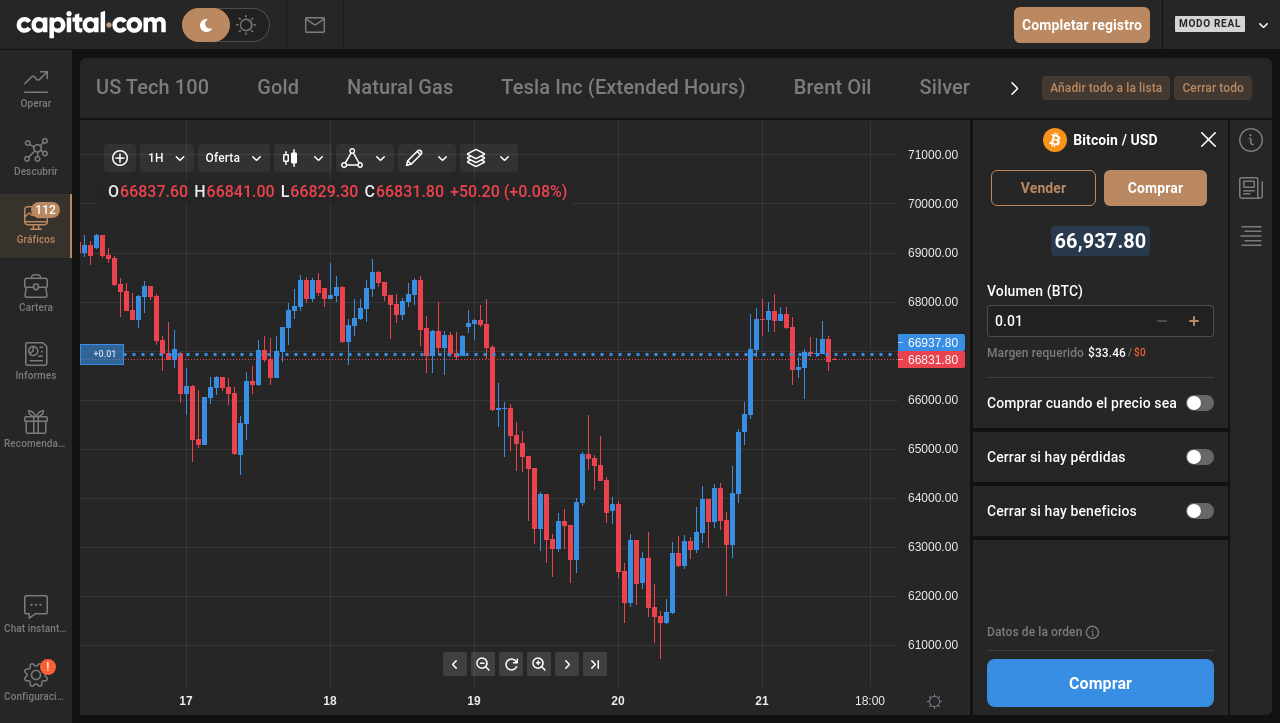 capital.com
Completar registro
MODO REAL
Operar
Descubrir
112
Gráficos
Cartera
Informes
Recomenda...
Chat instant...
!
Configuraci...
US Tech 100
Gold
Natural Gas
Tesla Inc (Extended Hours)
Brent Oil
Silver
Añadir todo a la lista
Cerrar todo
1H
Oferta
O66837.60 H66841.00 L66829.30 C66831.80 +50.20 (+0.08%)
71000.00
70000.00
69000.00
68000.00
66937.80
66831.80
66000.00
65000.00
64000.00
63000.00
62000.00
61000.00
+0.01
17
18
19
20
21
18:00
Bitcoin / USD
Vender
Comprar
66,937.80
Volumen (BTC)
0.01
Margen requerido $33.46 / $0
Comprar cuando el precio sea
Cerrar si hay pérdidas
Cerrar si hay beneficios
Datos de la orden
Comprar